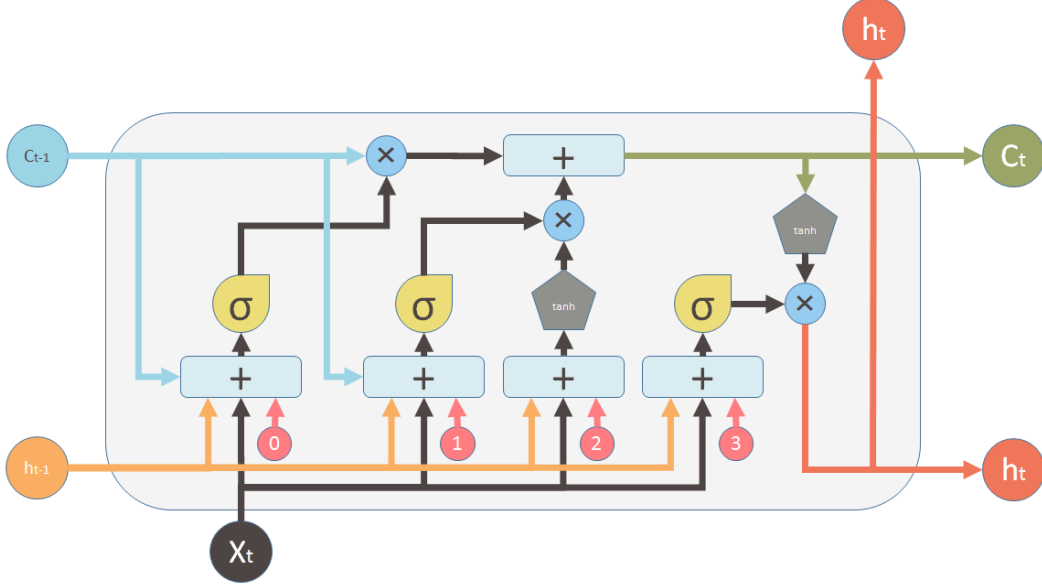 ht
Ct-1
×
+
Ct
×
tanh
tanh
σ
σ
σ
×
+
+
+
+
0
1
2
3
ht-1
ht
Xt